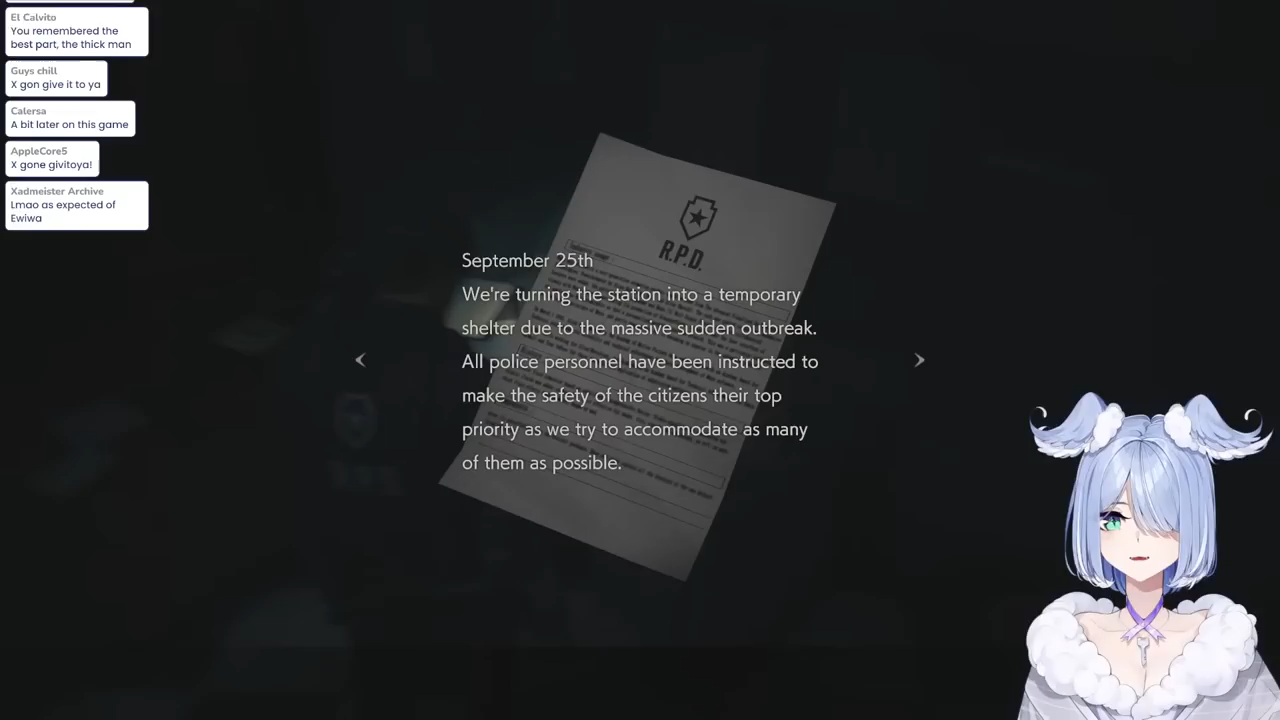 El Calvito
You remembered the
best part, the thick man
Guys chill
X gon give it to ya
Calersa
A bit later on this game
AppleCore5
X gone givitoya!
Xadmeister Archive
Lmao as expected of
Ewiwa
R.P.D.
September 25th
We're turning the station into a temporary
shelter due to the massive sudden outbreak.
All police personnel have been instructed to
make the safety of the citizens their top
priority as we try to accommodate as many
of them as possible.